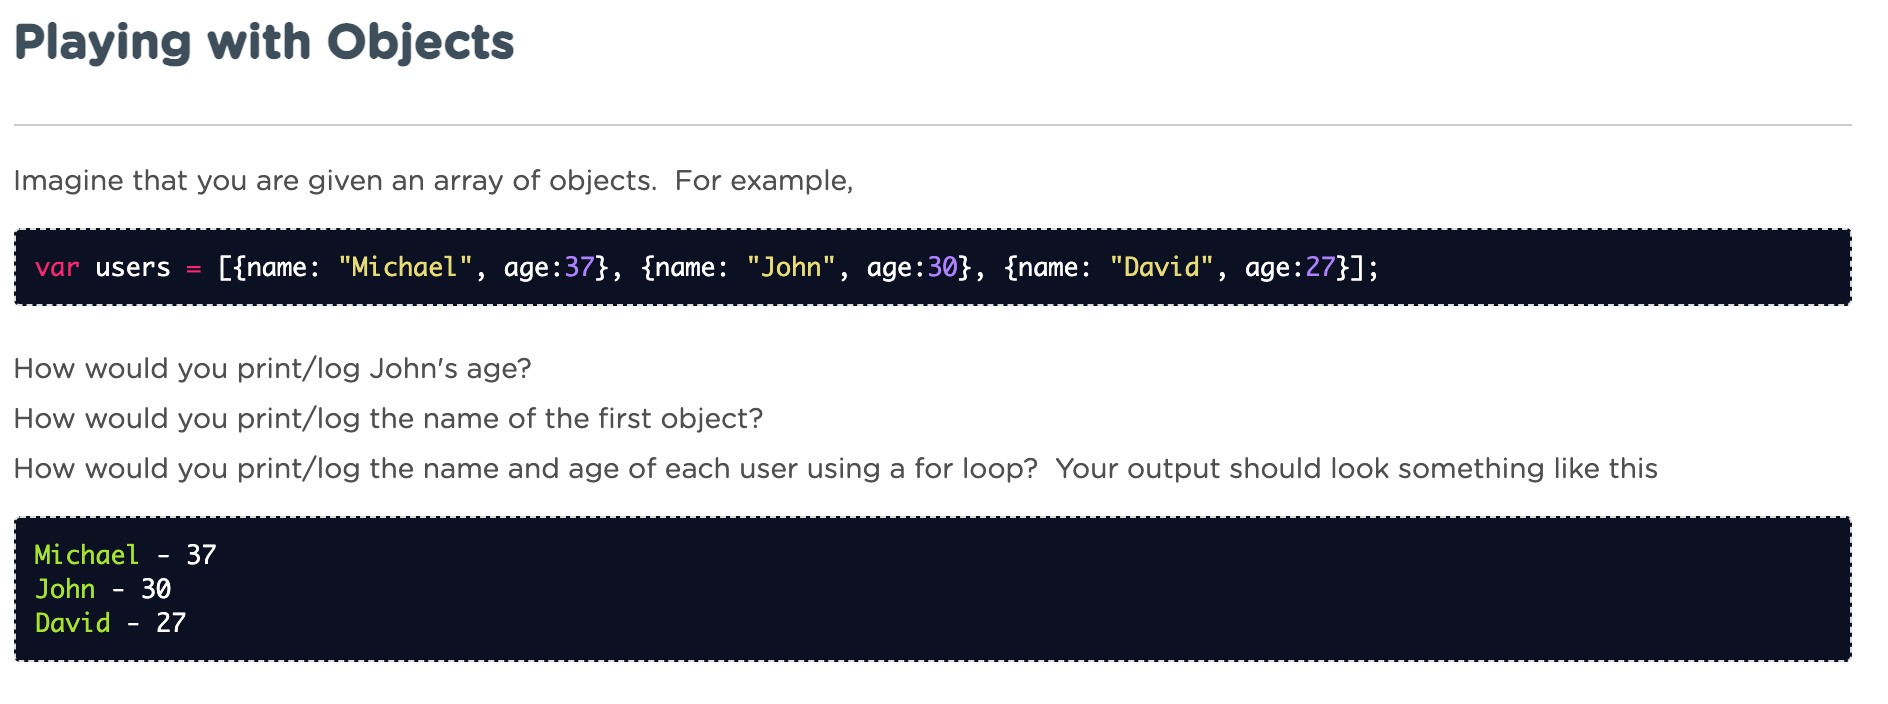 Playing with Objects
Imagine that you are given an array of objects.  For example,
var users = [{name: "Michael", age:37}, {name: "John", age:30}, {name: "David", age:27}];
How would you print/log John's age?
How would you print/log the name of the first object?
How would you print/log the name and age of each user using a for loop?  Your output should look something like this
Michael - 37
John - 30
David - 27